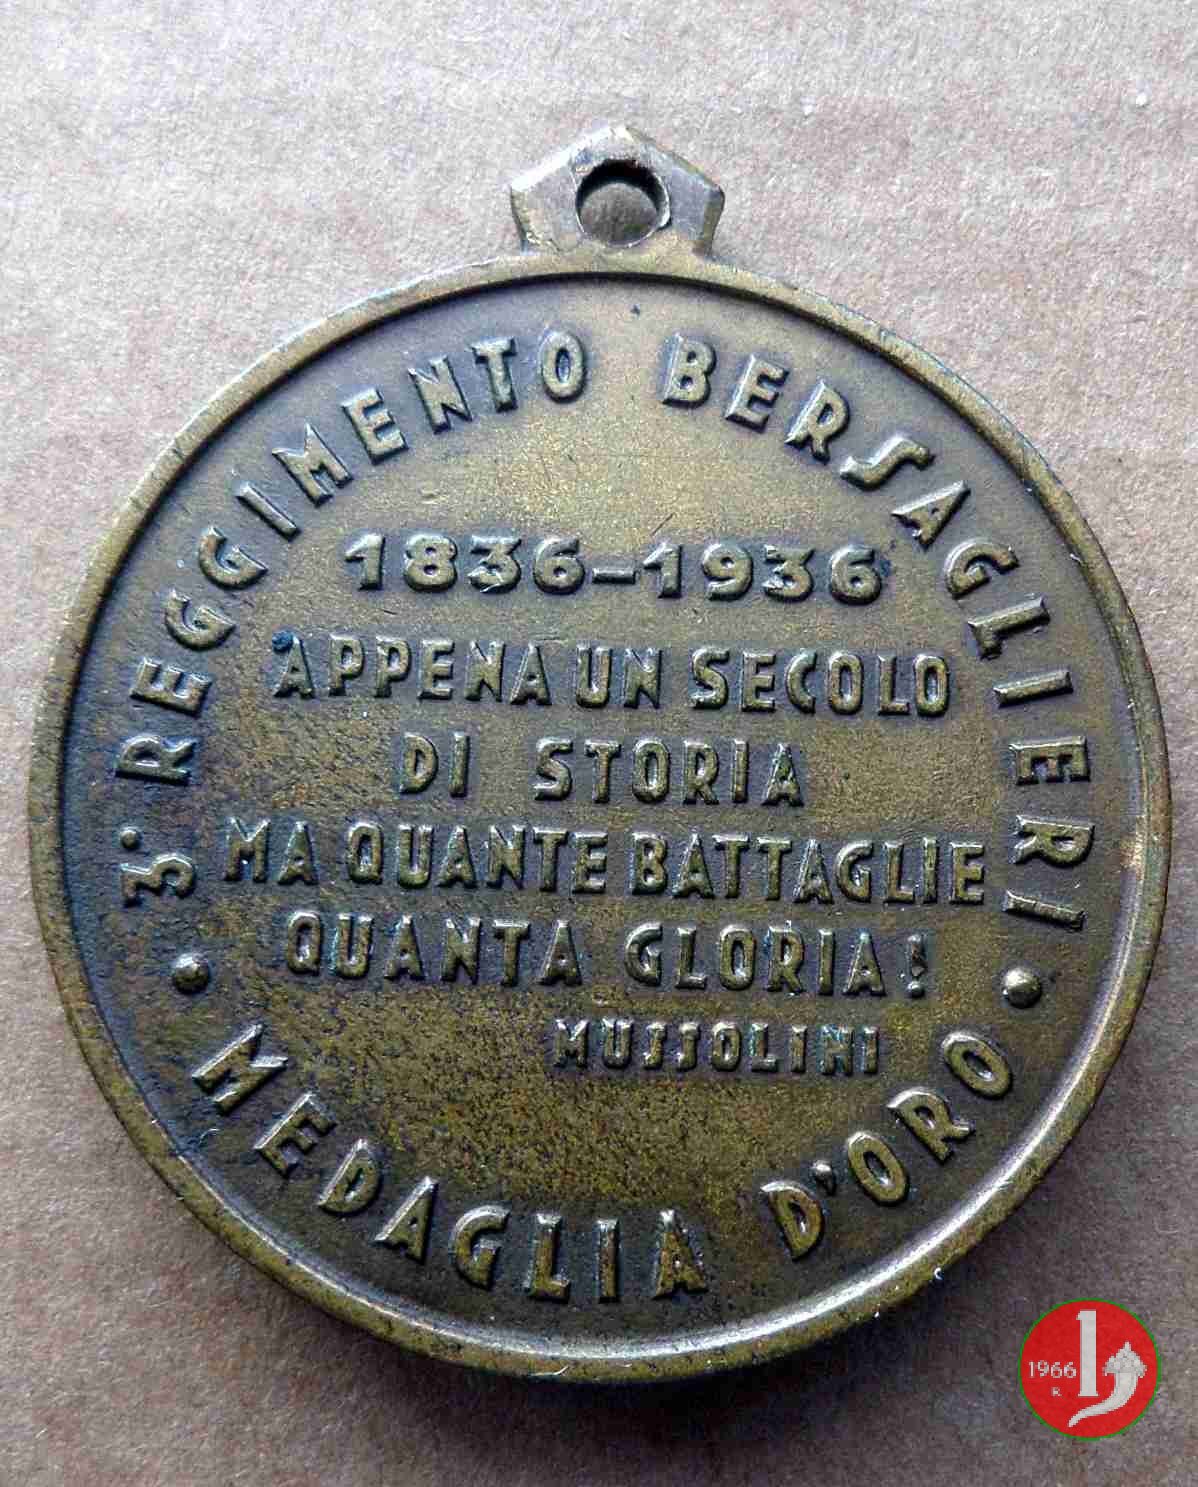 3° REGGIMENTO BERSAGLIERI
1836-1936
APPENA UN SECOLO
DI STORIA
MA QUANTE BATTAGLIE
QUANTA GLORIA!
MUSSOLINI
• MEDAGLIA D'ORO •
1966
R